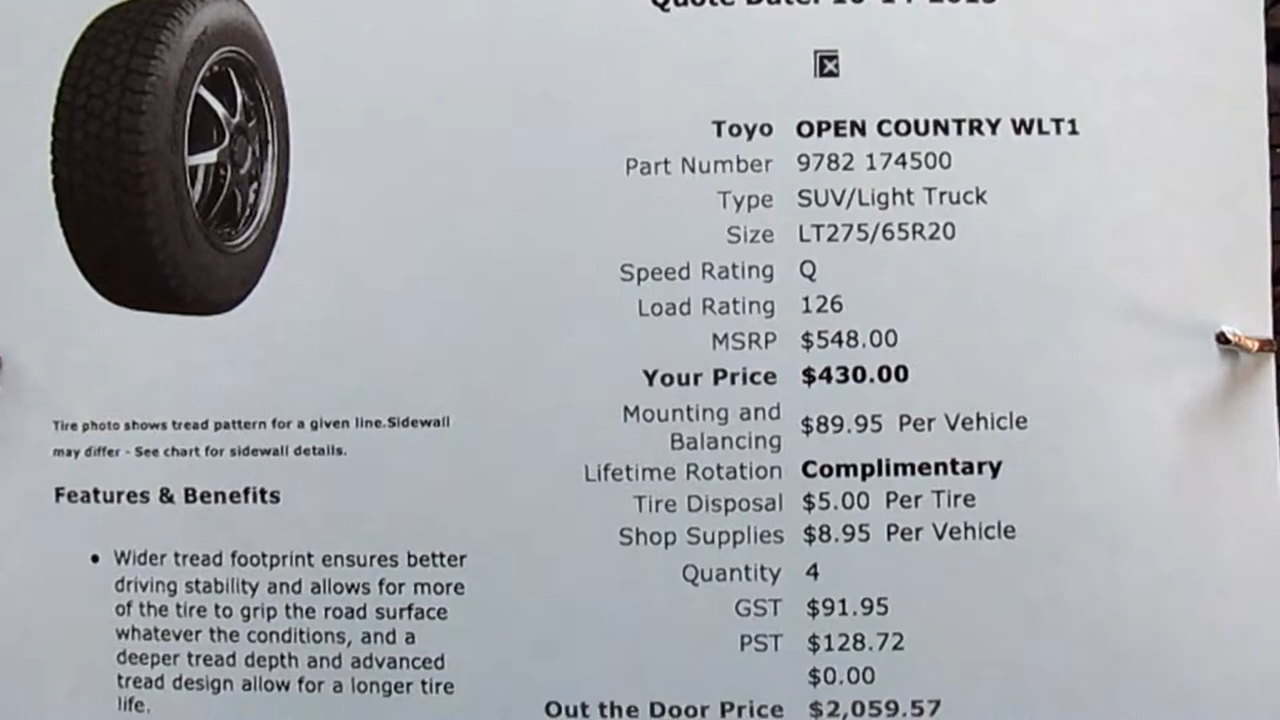 Toyo OPEN COUNTRY WLT1
Part Number 9782 174500
Type SUV/Light Truck
Size LT275/65R20
Speed Rating Q
Load Rating 126
MSRP $548.00
Your Price $430.00
Mounting and
Balancing $89.95 Per Vehicle
Lifetime Rotation Complimentary
Tire Disposal $5.00 Per Tire
Shop Supplies $8.95 Per Vehicle
Quantity 4
GST $91.95
PST $128.72
$0.00
Out the Door Price $2,059.57
Tire photo shows tread pattern for a given line.Sidewall
may differ - See chart for sidewall details.
Features & Benefits
• Wider tread footprint ensures better
driving stability and allows for more
of the tire to grip the road surface
whatever the conditions, and a
deeper tread depth and advanced
tread design allow for a longer tire
life.